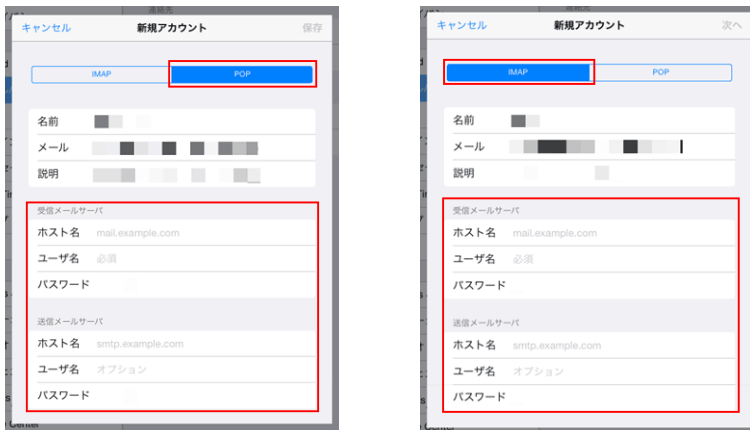 連絡先
キャンセル 新規アカウント 保存
IMAP POP
名前
メール
説明
受信メールサーバ
ホスト名 mail.example.com
ユーザ名 必須
パスワード
送信メールサーバ
ホスト名 smtp.example.com
ユーザ名 オプション
パスワード
キャンセル 新規アカウント 次へ
IMAP POP
名前
メール
説明
受信メールサーバ
ホスト名 mail.example.com
ユーザ名 必須
パスワード
送信メールサーバ
ホスト名 smtp.example.com
ユーザ名 オプション
パスワード